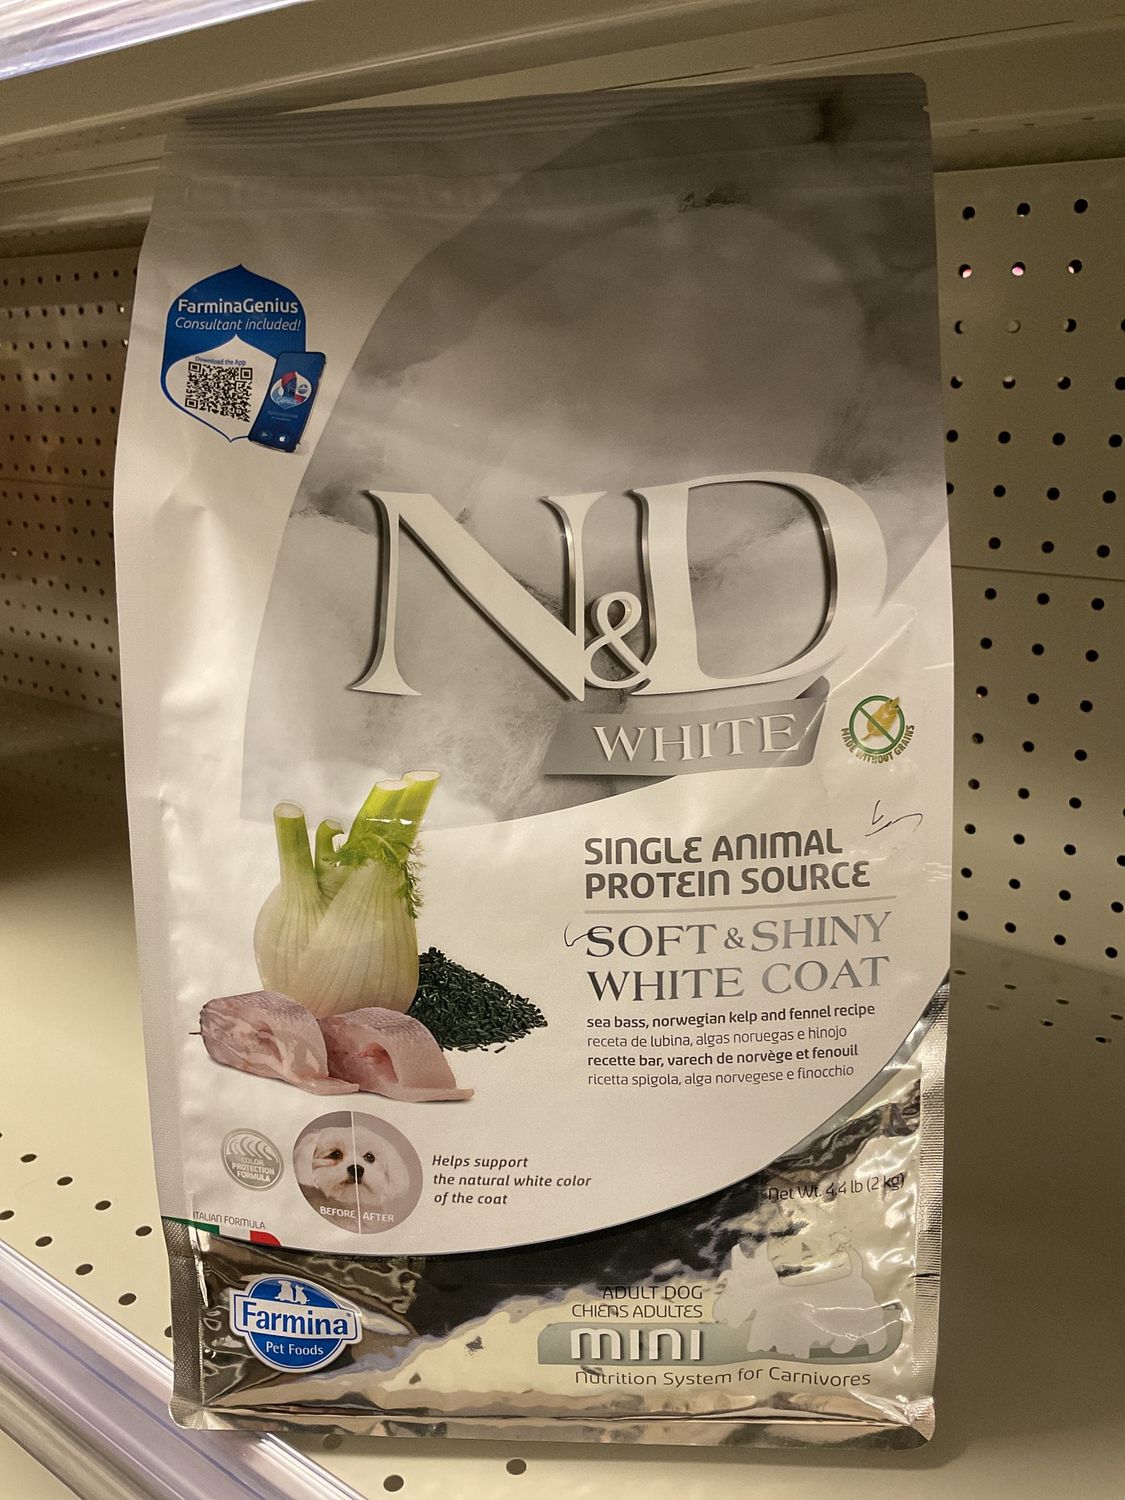 FarminaGenius
Consultant included!
Download the App
Genius
N&D
WHITE
MADE WITHOUT GRAINS
SINGLE ANIMAL
PROTEIN SOURCE
SOFT & SHINY
WHITE COAT
sea bass, norwegian kelp and fennel recipe
receta de lubina, algas noruegas e hinojo
recette bar, varech de norvège et fenouil
ricetta spigola, alga norvegese e finocchio
COLOR
PROTECTION
FORMULA
BEFORE AFTER
Helps support
the natural white color
of the coat
ITALIAN FORMULA
Net Wt. 4.4 lb (2 kg)
Farmina
Pet Foods
ADULT DOG
CHIENS ADULTES
MINI
Nutrition System for Carnivores